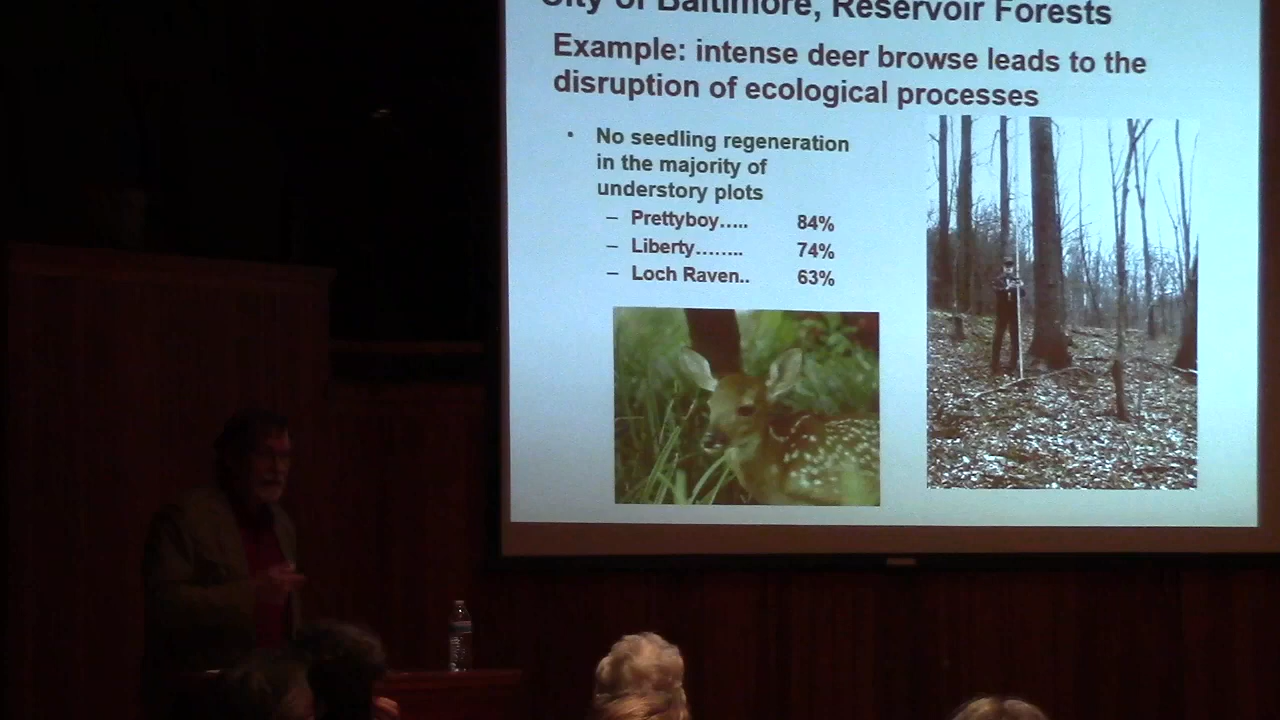 City of Baltimore, Reservoir Forests
Example: intense deer browse leads to the
disruption of ecological processes
• No seedling regeneration
in the majority of
understory plots
– Prettyboy..... 84%
– Liberty........ 74%
– Loch Raven.. 63%